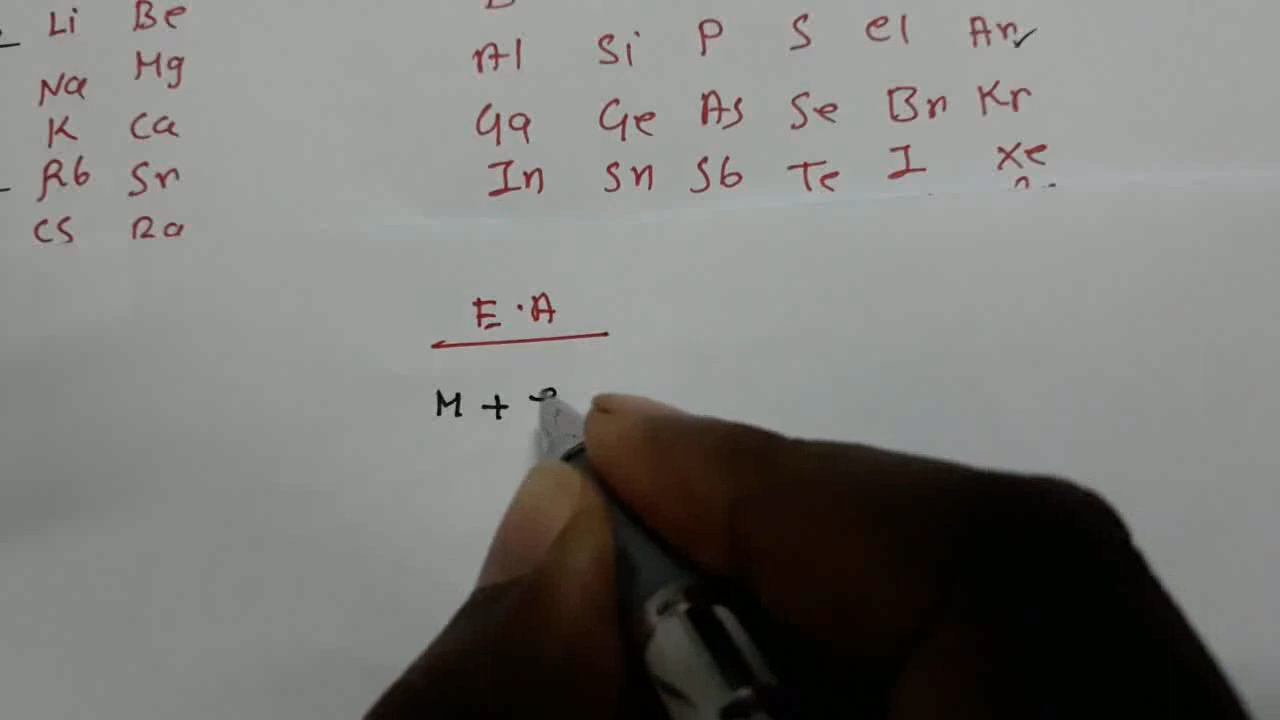 Li Be
Al Si P S Cl Ar
Na Mg
K Ca Ga Ge As Se Br Kr
Rb Sr In Sn Sb Te I Xe
Cs Ra
E.A
M +